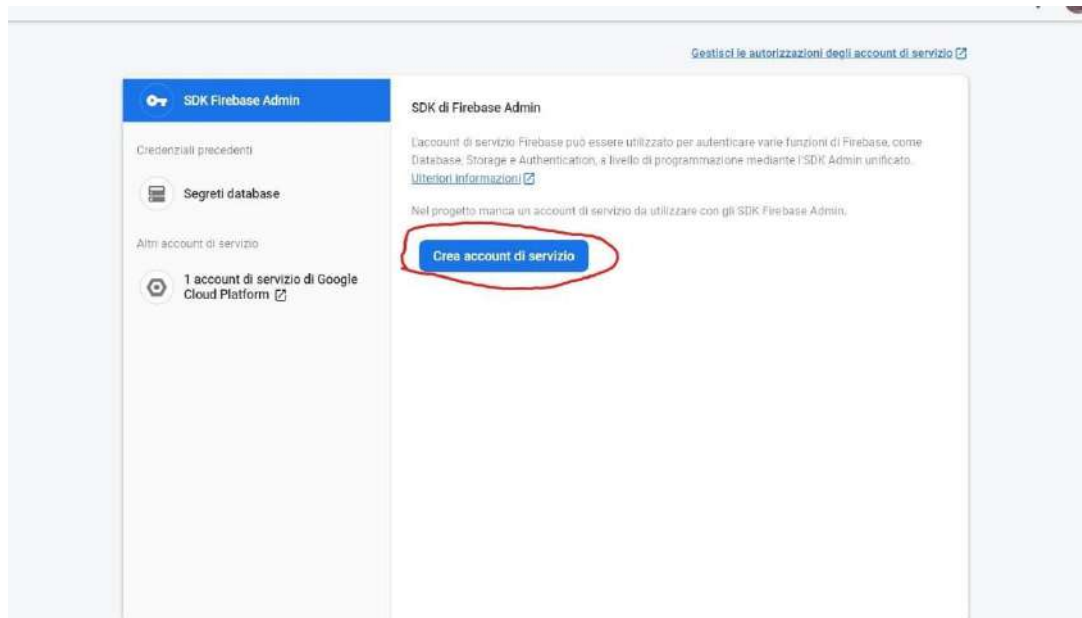 Gestisci le autorizzazioni degli account di servizio
SDK Firebase Admin
Credenziali precedenti
Segreti database
Altri account di servizio
1 account di servizio di Google
Cloud Platform
SDK di Firebase Admin
L'account di servizio Firebase può essere utilizzato per autenticare varie funzioni di Firebase, come
Database, Storage e Authentication, a livello di programmazione mediante l'SDK Admin unificato.
Ulteriori informazioni
Nel progetto manca un account di servizio da utilizzare con gli SDK Firebase Admin.
Crea account di servizio